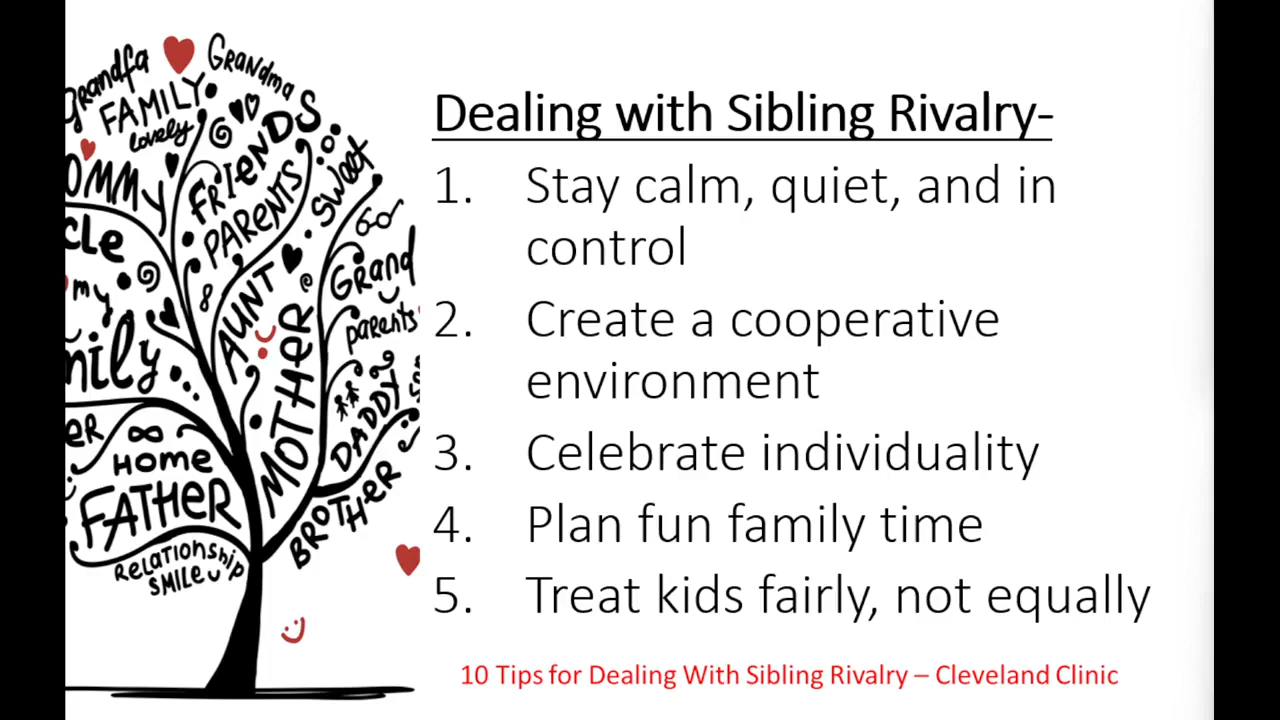 Grandfa
Grandma
FAMILY
lovely
FRIENDS
PARENTS
sweet
AUNT
MOTHER
Grand
parents
DADDY
BROTHER
HOME
FATHER
RELATIONSHIP
SMILE
Dealing with Sibling Rivalry-
1. Stay calm, quiet, and in
control
2. Create a cooperative
environment
3. Celebrate individuality
4. Plan fun family time
5. Treat kids fairly, not equally
10 Tips for Dealing With Sibling Rivalry – Cleveland Clinic